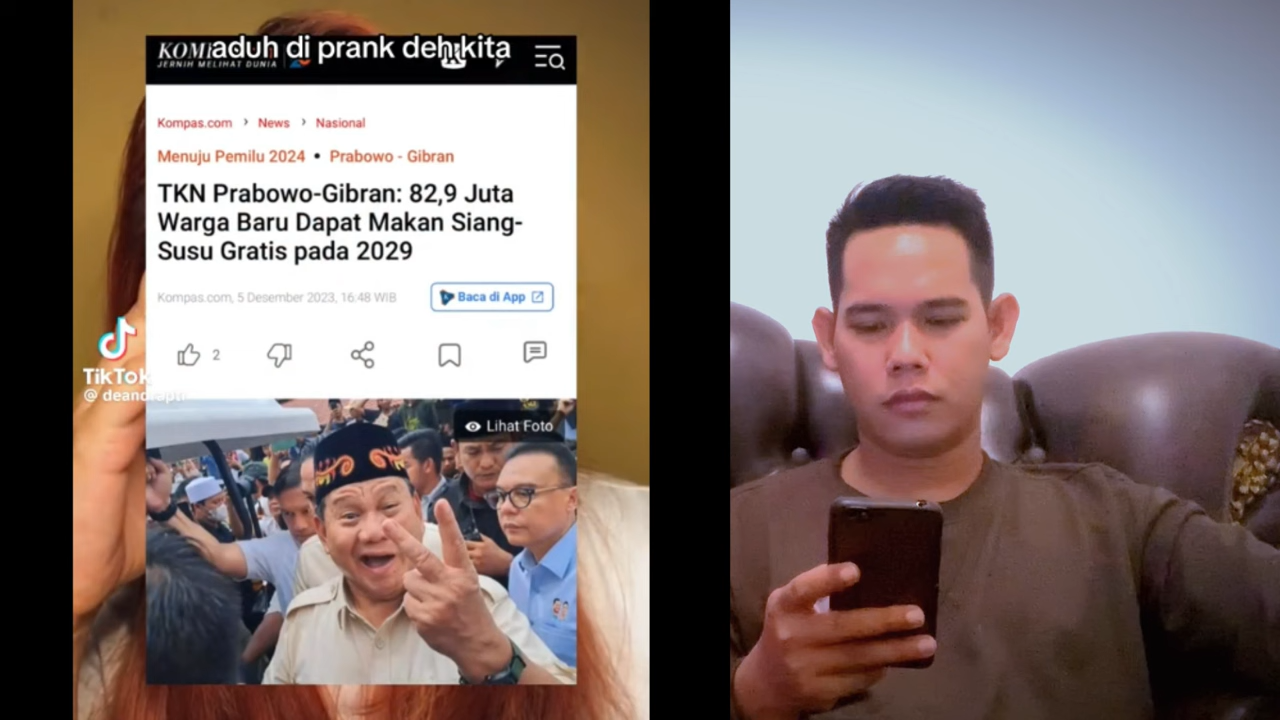 aduh di prank deh kita
JERNIH MELIHAT DUNIA
Kompas.com > News > Nasional
Menuju Pemilu 2024 • Prabowo - Gibran
TKN Prabowo-Gibran: 82,9 Juta
Warga Baru Dapat Makan Siang-
Susu Gratis pada 2029
Kompas.com, 5 Desember 2023, 16:48 WIB
Baca di App
2
Lihat Foto
TikTok